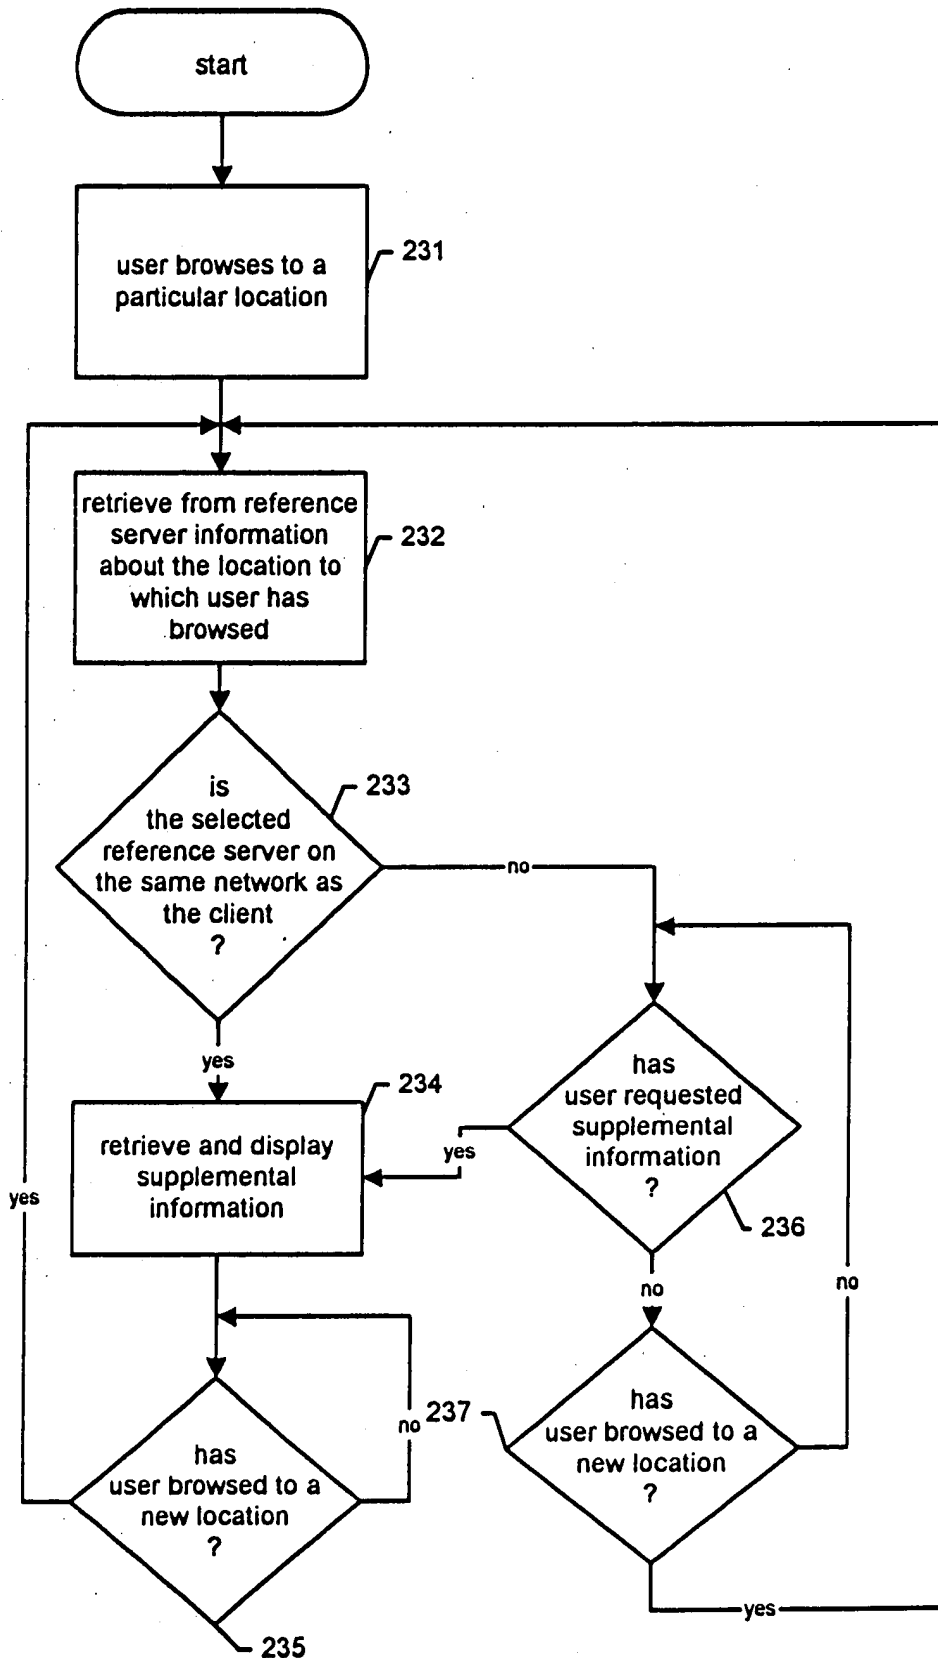 start
user browses to a
particular location
231
retrieve from reference
server information
about the location to
which user has
browsed
232
is
the selected
reference server on
the same network as
the client
?
233
no
yes
234
retrieve and display
supplemental
information
has
user requested
supplemental
information
?
yes
236
yes
no
no
has
user browsed to a
new location
?
237
no
has
user browsed to a
new location
?
yes
235